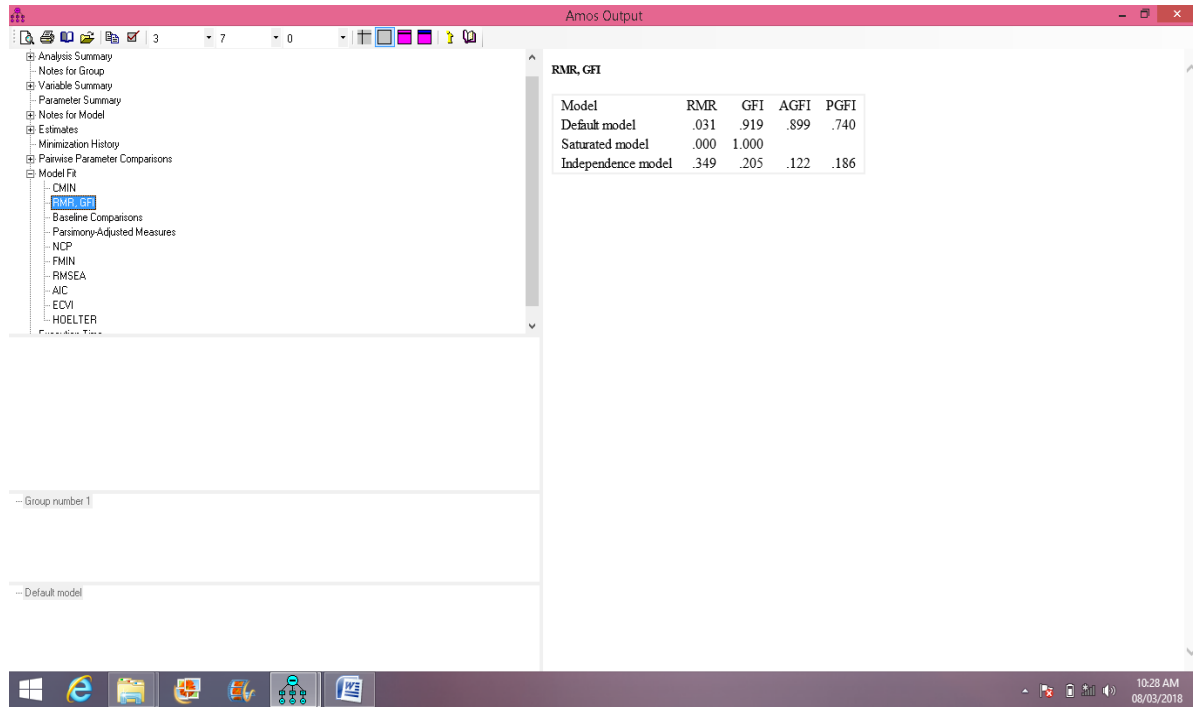 Amos Output
3 7 0
Analysis Summary
Notes for Group
Variable Summary
Parameter Summary
Notes for Model
Estimates
Minimization History
Pairwise Parameter Comparisons
Model Fit
CMIN
RMR, GFI
Baseline Comparisons
Parsimony-Adjusted Measures
NCP
FMIN
RMSEA
AIC
ECVI
HOELTER
Execution Time
Group number 1
Default model
RMR, GFI
Model RMR GFI AGFI PGFI
Default model .031 .919 .899 .740
Saturated model .000 1.000
Independence model .349 .205 .122 .186
10:28 AM
08/03/2018